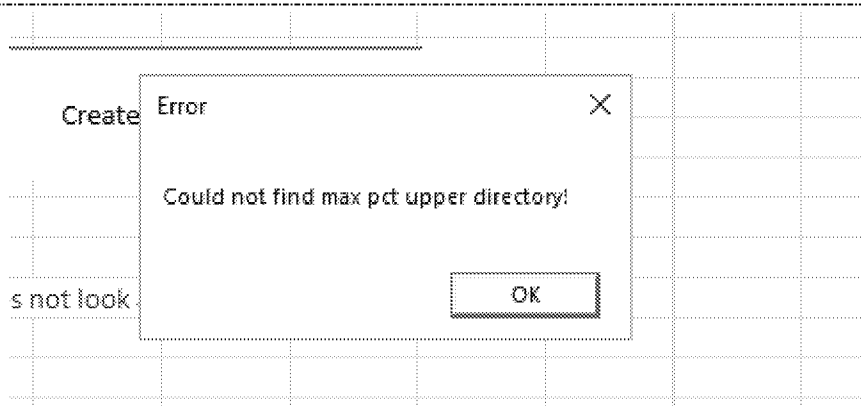 Error
Create
Could not find max pct upper directory!
OK
s not look